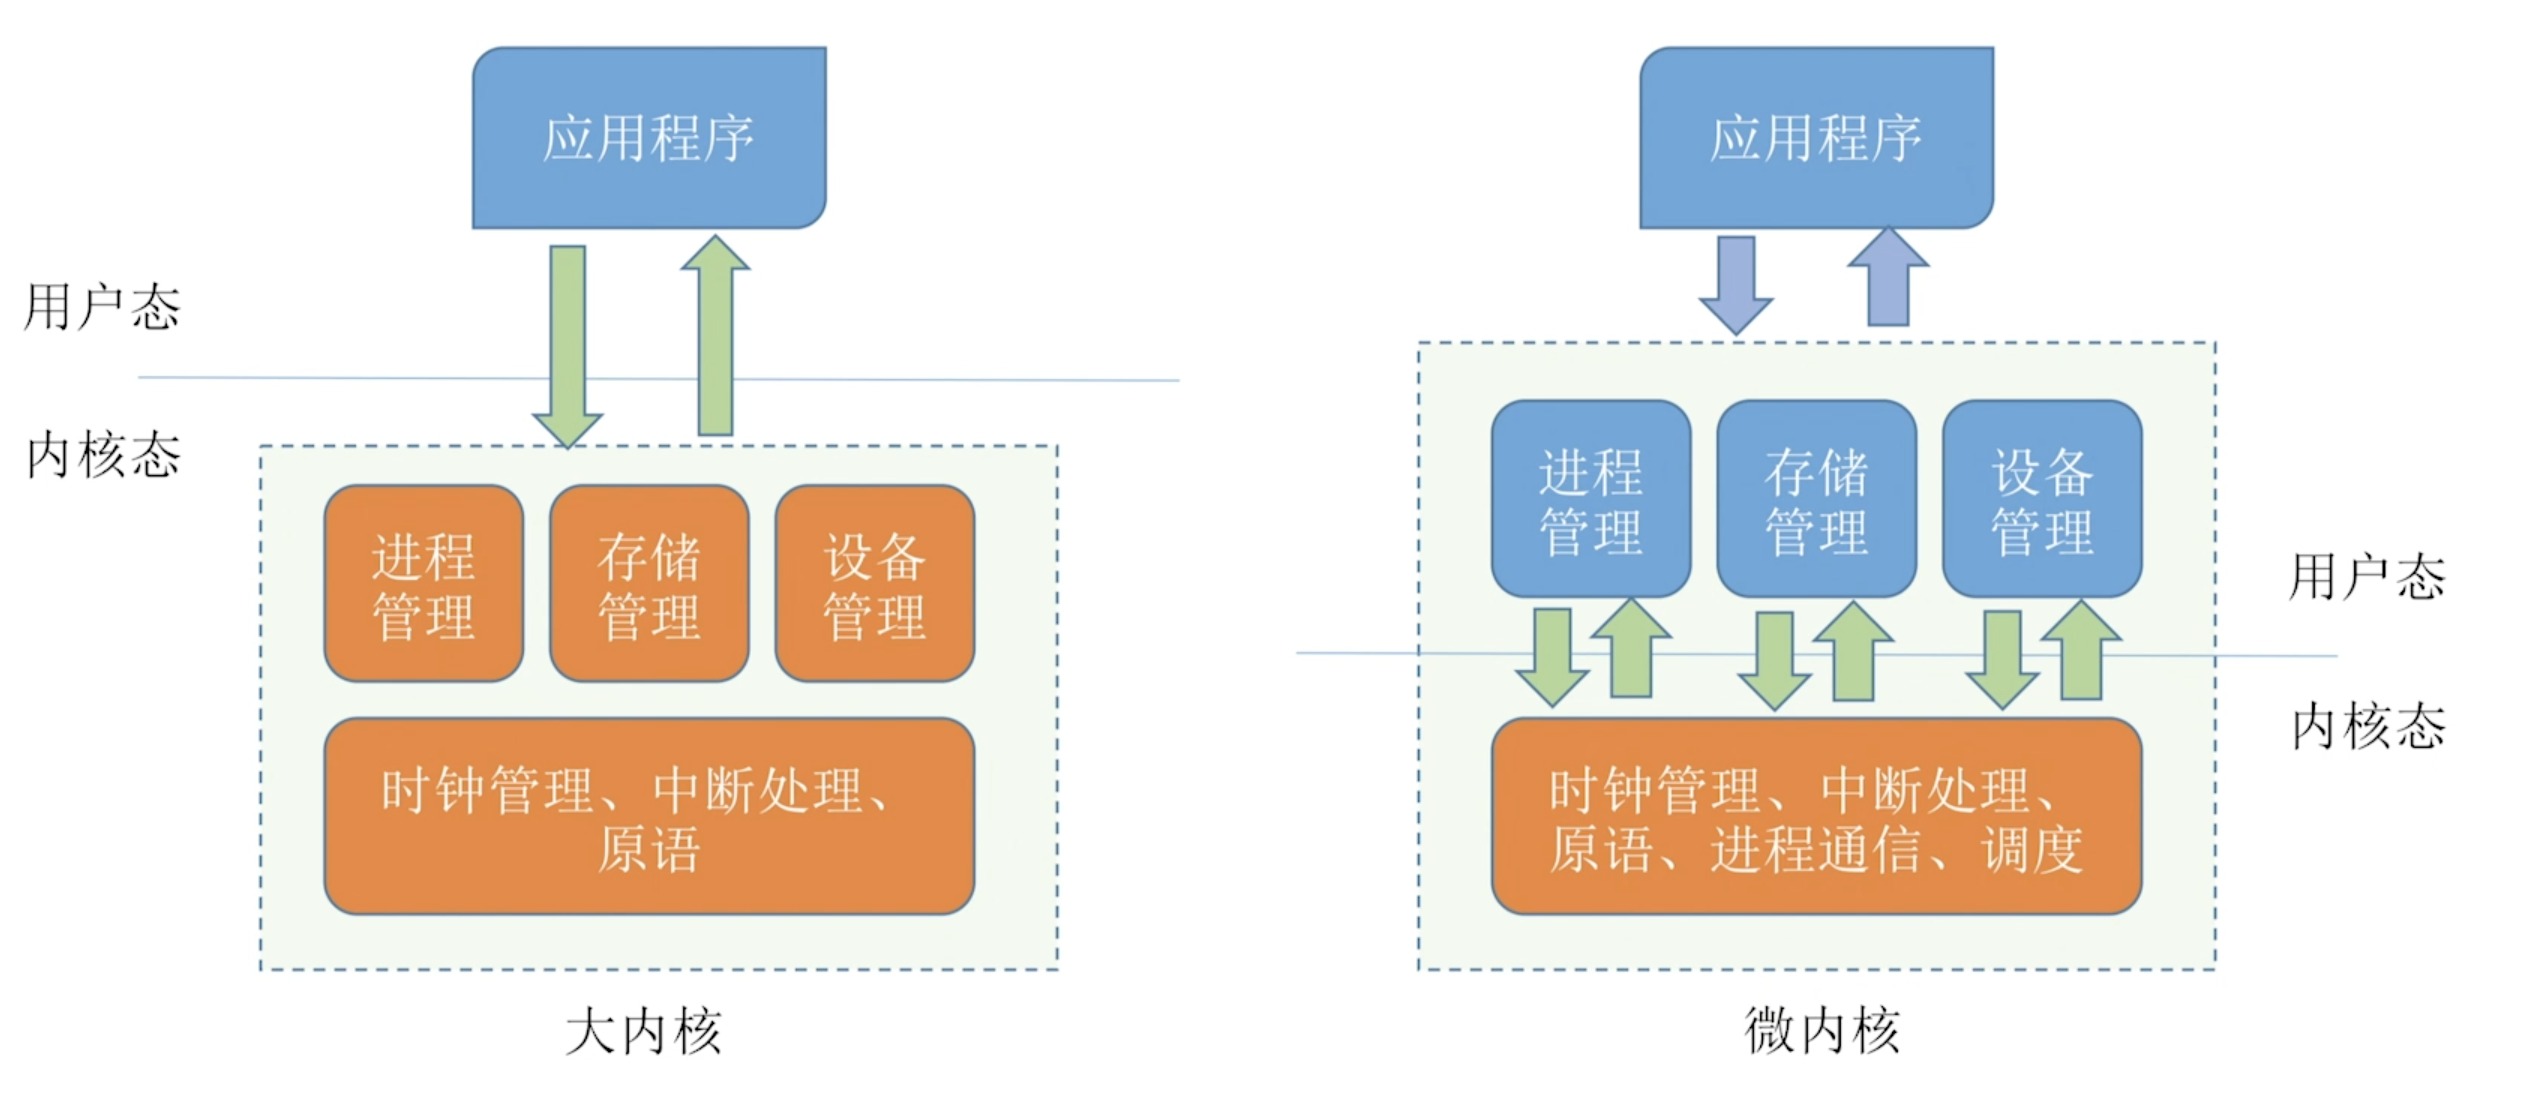 应用程序
用户态
内核态
进程
管理
存储
管理
设备
管理
时钟管理、中断处理、
原语
大内核
应用程序
进程
管理
存储
管理
设备
管理
用户态
内核态
时钟管理、中断处理、
原语、进程通信、调度
微内核